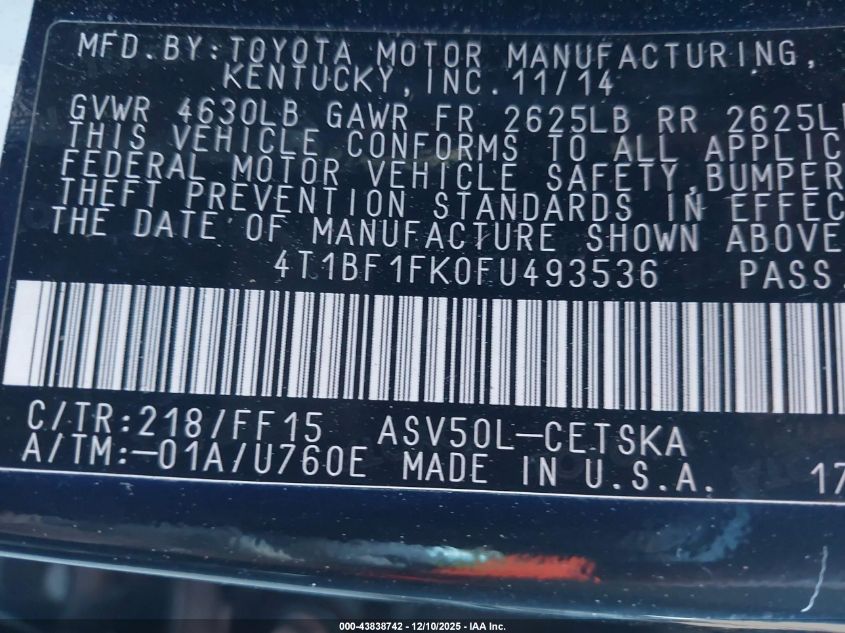 MFD.BY:TOYOTA MOTOR MANUFACTURING,
KENTUCKY,INC.11/14
GVWR 4630LB GAWR FR 2625LB RR 2625L
THIS VEHICLE CONFORMS TO ALL APPLIC
FEDERAL MOTOR VEHICLE SAFETY,BUMPER
THEFT PREVENTION STANDARDS IN EFFEC
THE DATE OF MANUFACTURE SHOWN ABOVE
4T1BF1FK0FU493536 PASS.
C/TR:218/FF15 ASV50L-CETSKA
A/TM:-01A/U760E MADE IN U.S.A. 17
000-43838742 - 12/10/2025 - IAA Inc.